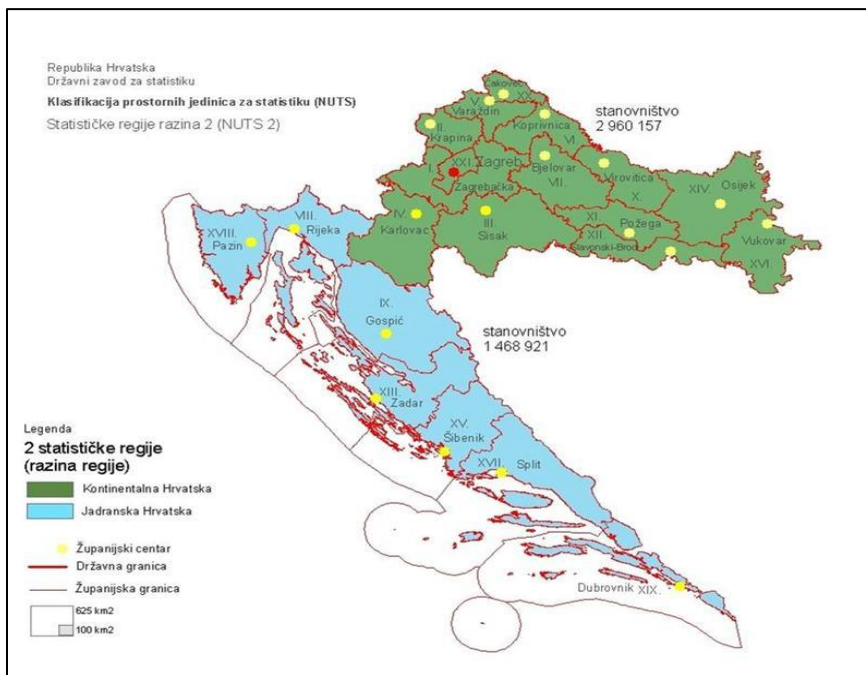 Republika Hrvatska
Državni zavod za statistiku
Klasifikacija prostornih jedinica za statistiku (NUTS)
Statističke regije razina 2 (NUTS 2)
stanovništvo
2 960 157
Čakovec
XX.
V.
Varaždin
II.
Krapina
Koprivnica
VI.
I.
XXI. Zagreb
Zagrebačka
Bjelovar
VII.
Virovitica
X.
XIV. Osijek
IV.
Karlovac
III.
Sisak
XI.
Požega
XII.
Slavonski-Brod
Vukovar
XVI.
XVIII.
Pazin
VIII.
Rijeka
IX.
Gospić
stanovništvo
1 468 921
XIII.
Zadar
XV.
Šibenik
XVII. Split
Dubrovnik XIX.
Legenda
2 statističke regije
(razina regije)
Kontinentalna Hrvatska
Jadranska Hrvatska
Županijski centar
Državna granica
Županijska granica
625 km2
100 km2